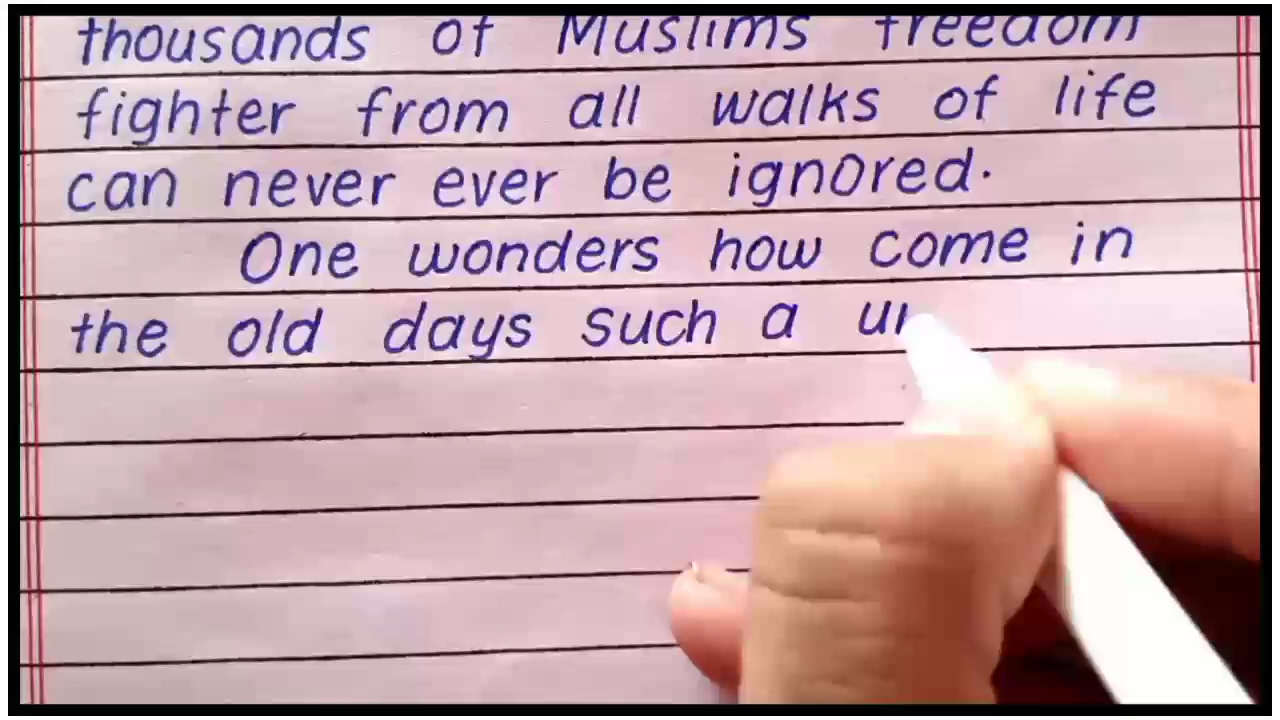 thousands of Muslims freedom
fighter from all walks of life
can never ever be ignored.
One wonders how come in
the old days such a